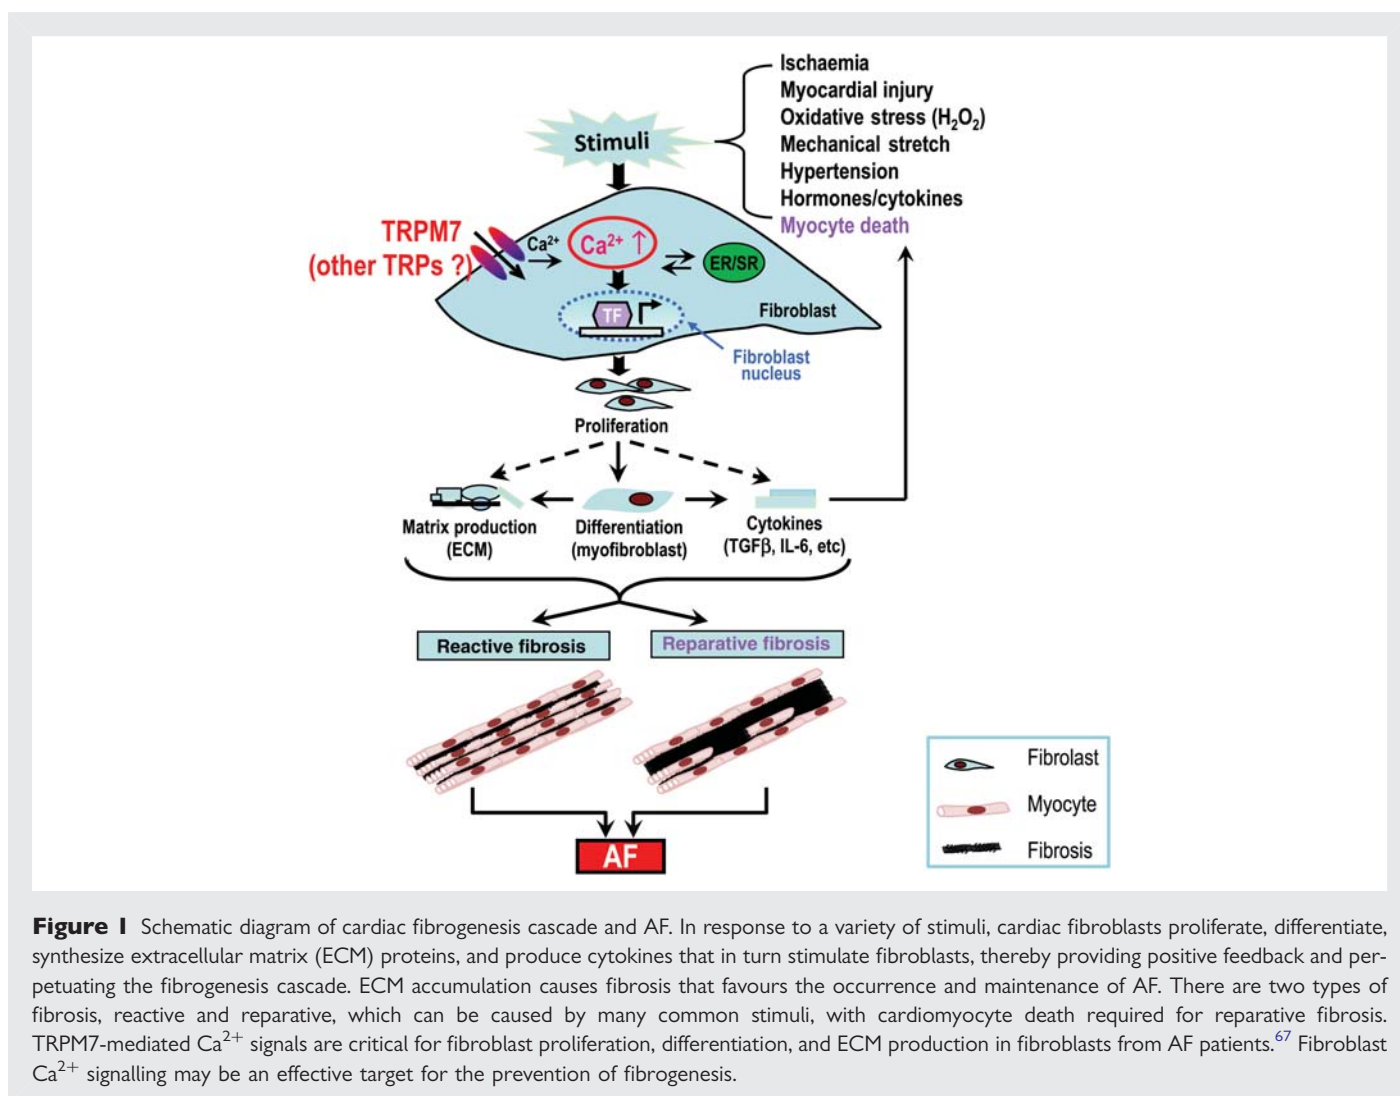 Ischaemia
Myocardial injury
Oxidative stress (H₂O₂)
Mechanical stretch
Hypertension
Hormones/cytokines
Myocyte death
Stimuli
TRPM7
(other TRPs ?)
Ca²⁺
Ca²⁺ ↑
ER/SR
TF
Fibroblast
Fibroblast
nucleus
Proliferation
Matrix production
(ECM)
Differentiation
(myofibroblast)
Cytokines
(TGFβ, IL-6, etc)
Reactive fibrosis
Reparative fibrosis
AF
Fibrolast
Myocyte
Fibrosis
Figure 1 Schematic diagram of cardiac fibrogenesis cascade and AF. In response to a variety of stimuli, cardiac fibroblasts proliferate, differentiate,
synthesize extracellular matrix (ECM) proteins, and produce cytokines that in turn stimulate fibroblasts, thereby providing positive feedback and per-
petuating the fibrogenesis cascade. ECM accumulation causes fibrosis that favours the occurrence and maintenance of AF. There are two types of
fibrosis, reactive and reparative, which can be caused by many common stimuli, with cardiomyocyte death required for reparative fibrosis.
TRPM7-mediated Ca²⁺ signals are critical for fibroblast proliferation, differentiation, and ECM production in fibroblasts from AF patients.⁶⁷ Fibroblast
Ca²⁺ signalling may be an effective target for the prevention of fibrogenesis.